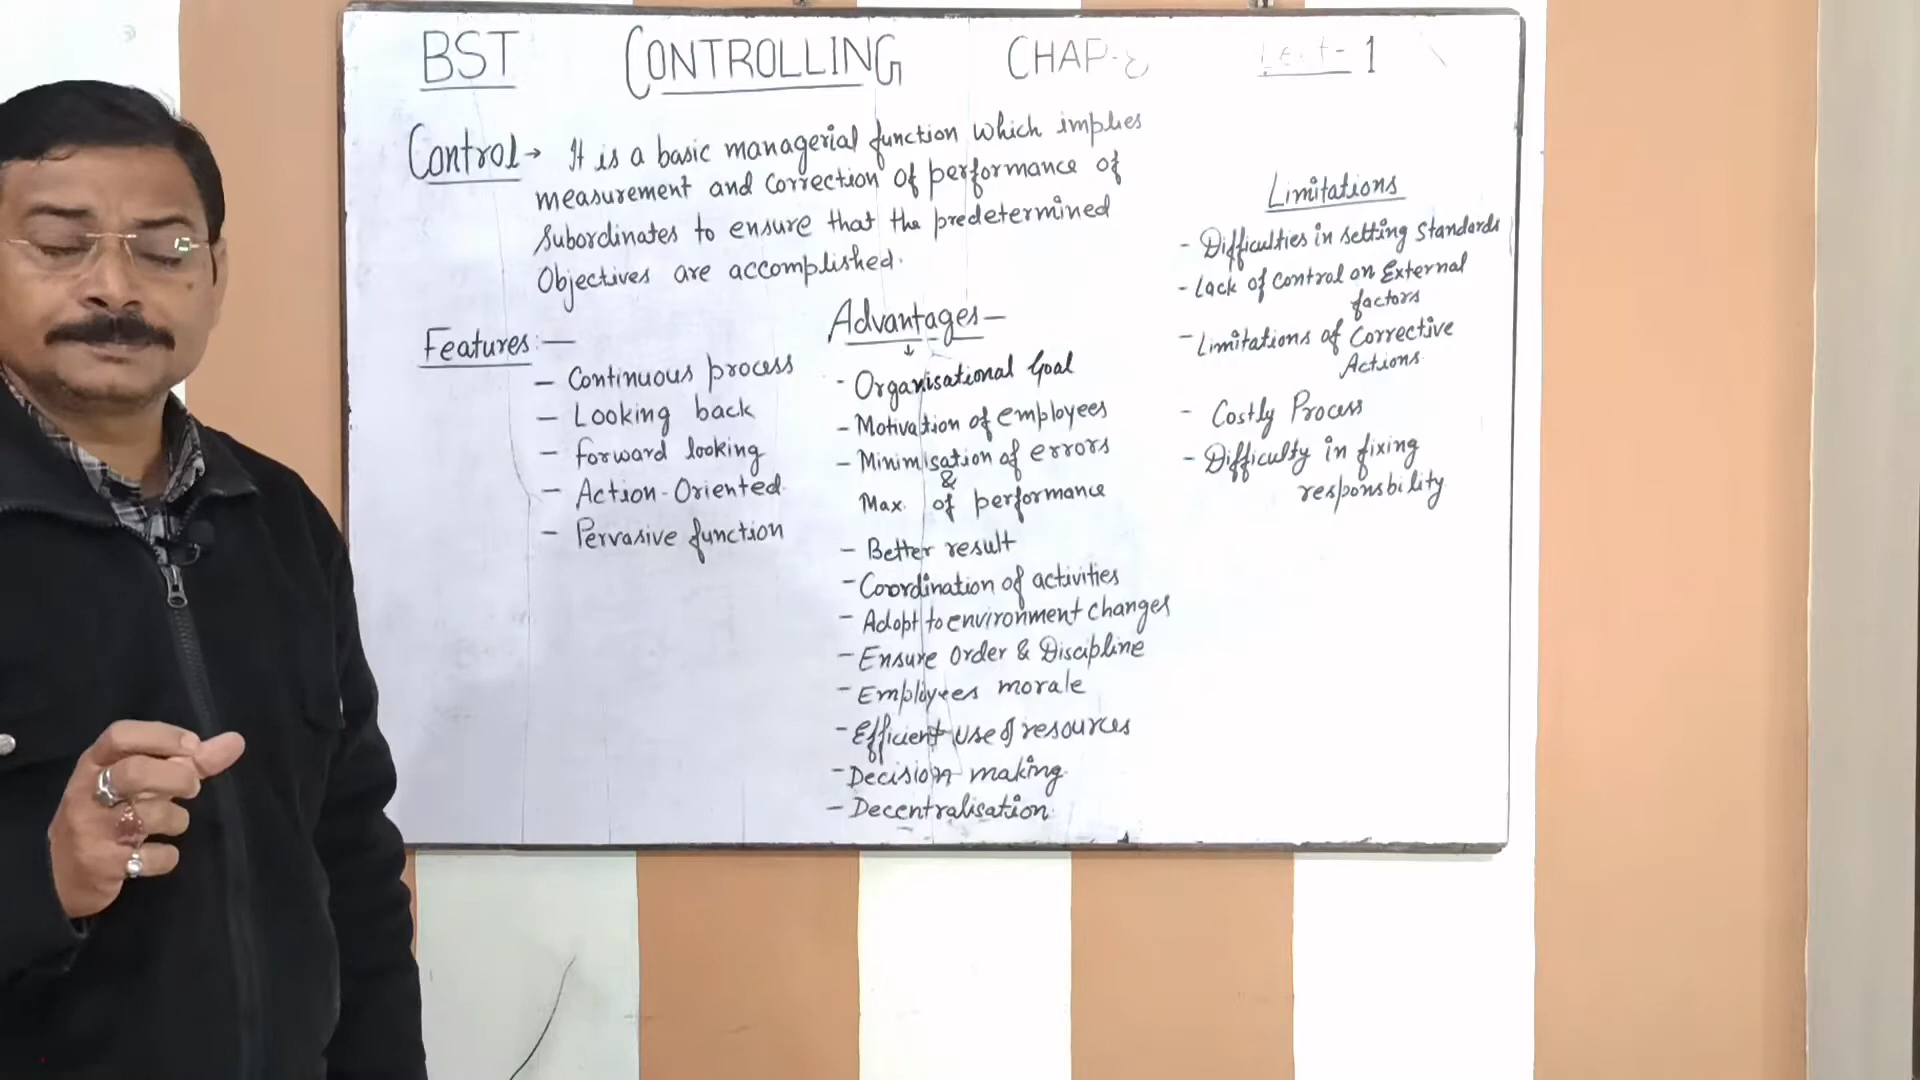 BST CONTROLLING CHAP-8 Lect-1
Control → It is a basic managerial function which implies
measurement and correction of performance of
Subordinates to ensure that the predetermined
Objectives are accomplished.
Features:—
— Continuous process
— Looking back
— forward looking
— Action-Oriented
— Pervasive function
Advantages—
↓
- Organisational Goal
- Motivation of employees
- Minimisation of errors
&
Max. of performance
- Better result
- Coordination of activities
- Adopt to environment changes
- Ensure Order & Discipline
- Employees morale
- Efficient use of resources
- Decision making
- Decentralisation
Limitations
- Difficulties in setting Standards
- Lack of Control on External
factors
- Limitations of Corrective
Actions
- Costly Process
- Difficulty in fixing
responsbility